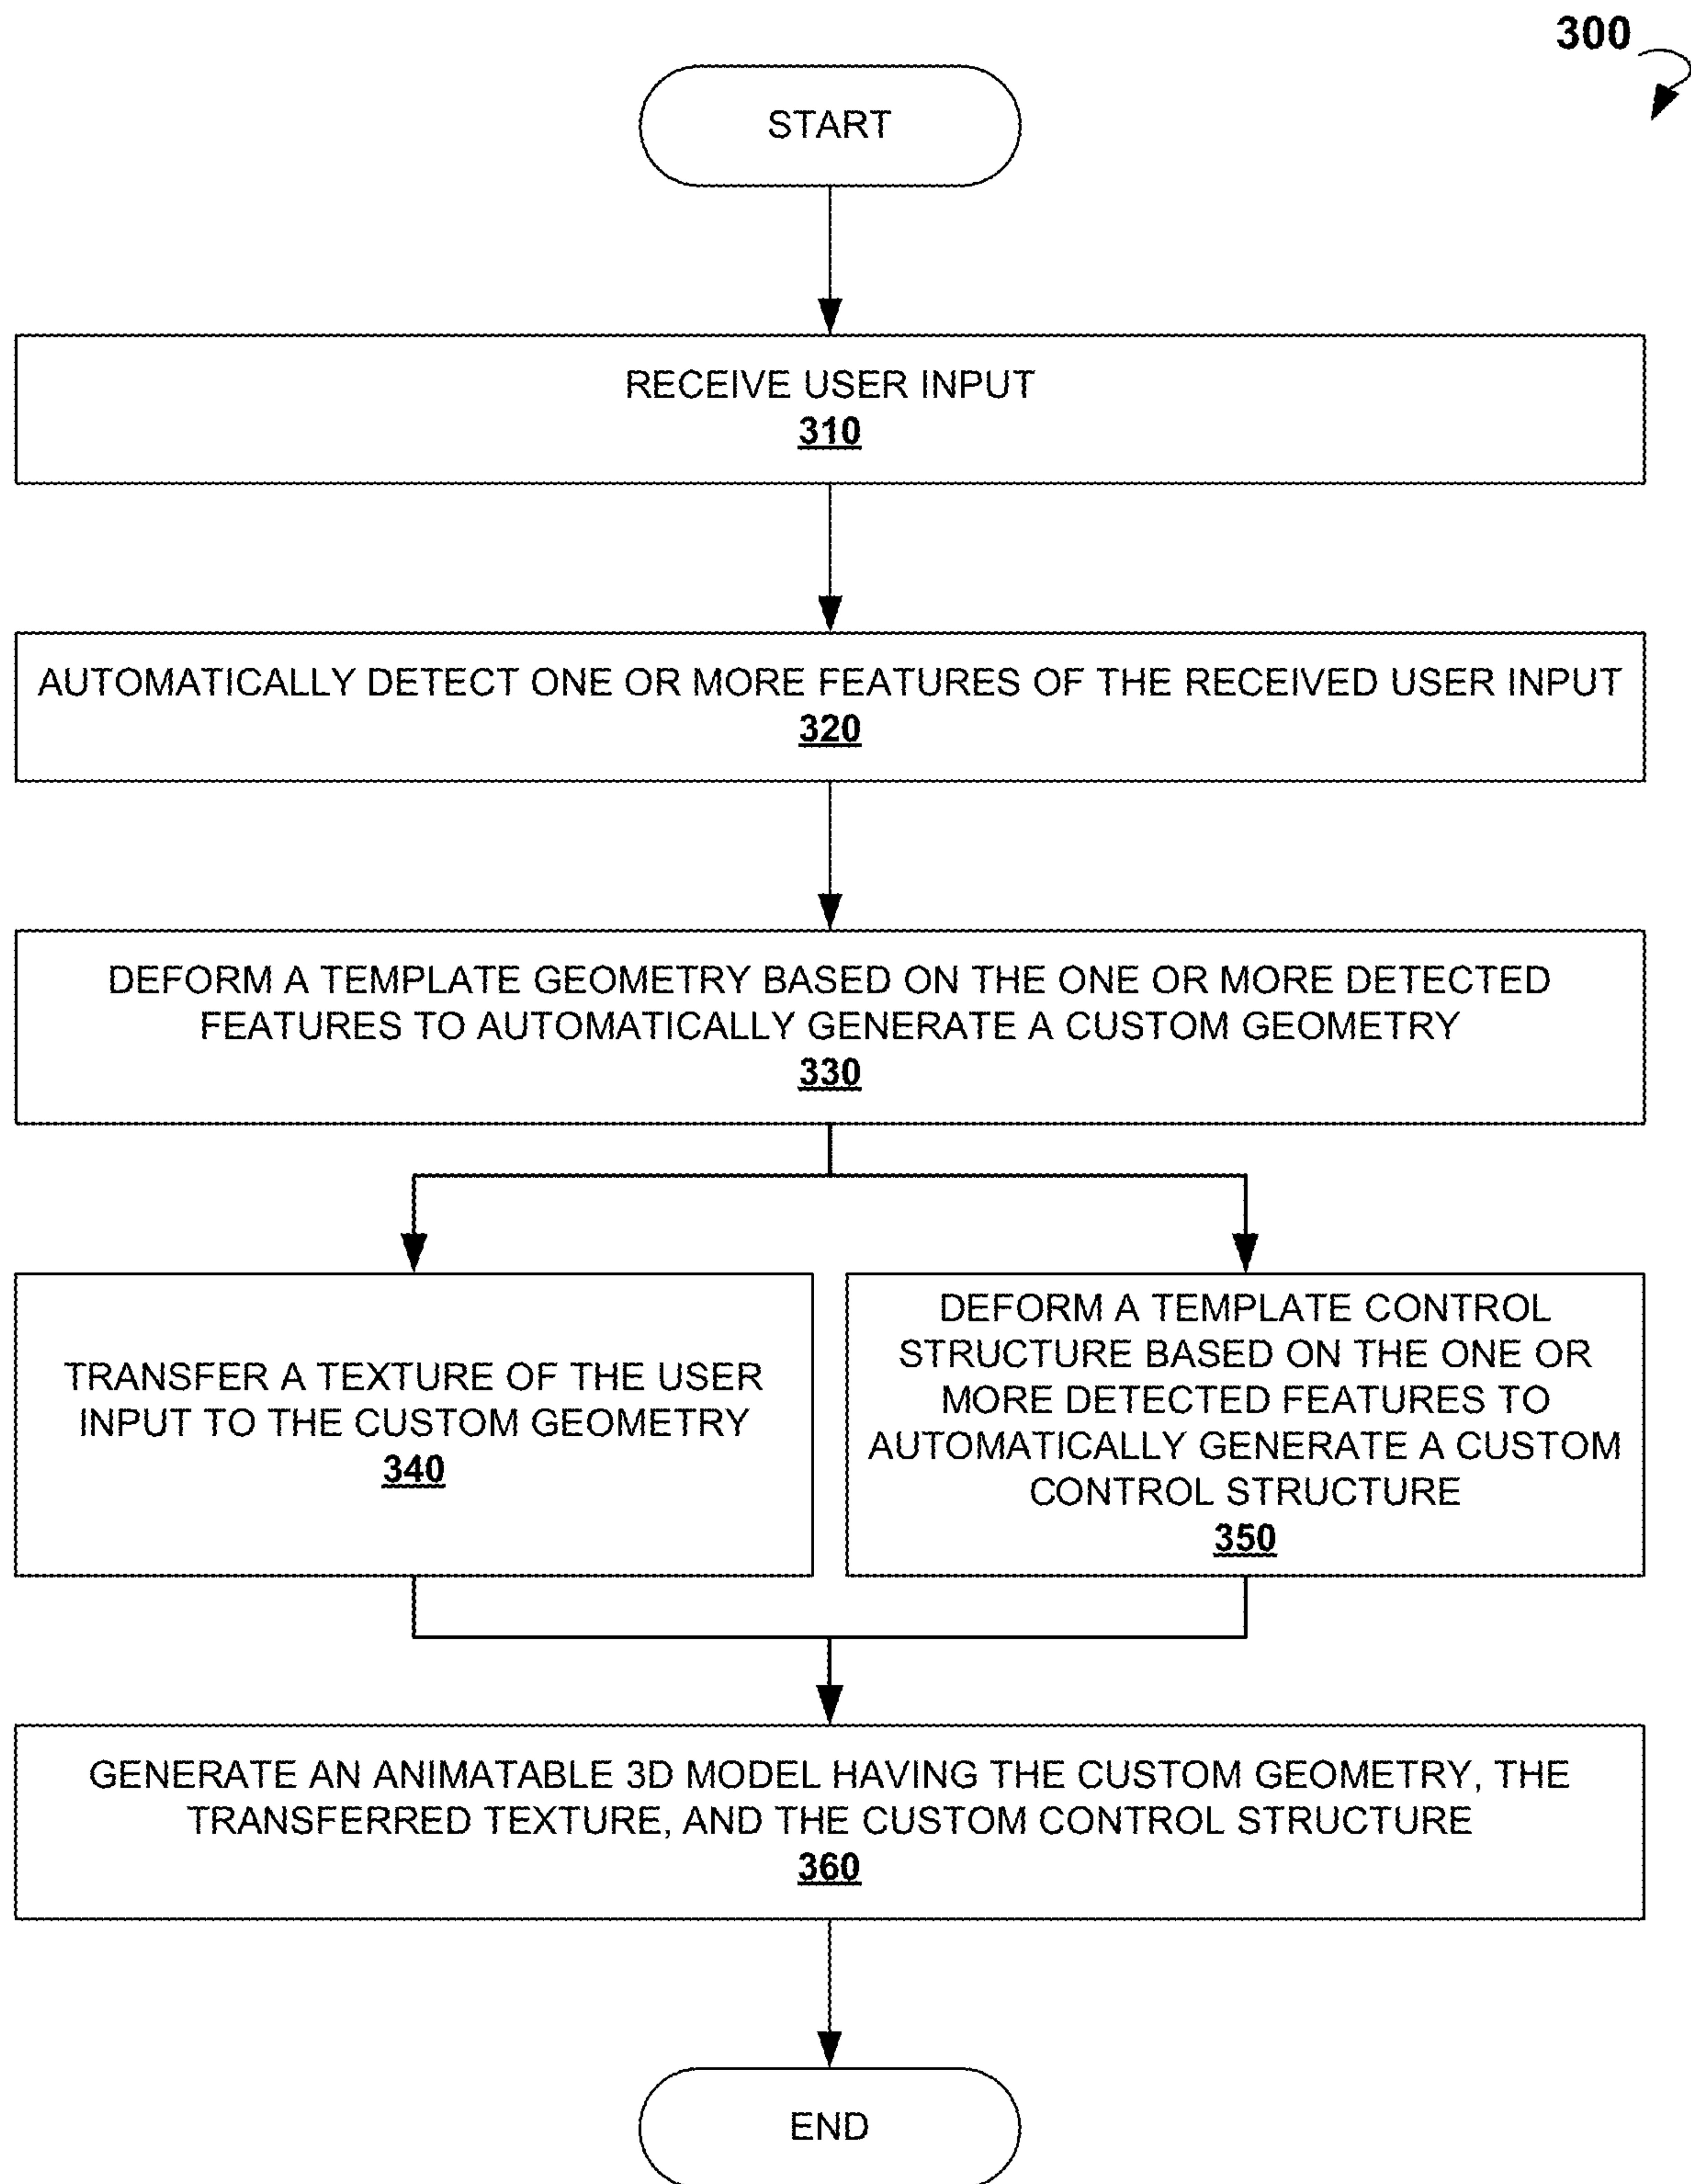 300
START
RECEIVE USER INPUT
310
AUTOMATICALLY DETECT ONE OR MORE FEATURES OF THE RECEIVED USER INPUT
320
DEFORM A TEMPLATE GEOMETRY BASED ON THE ONE OR MORE DETECTED
FEATURES TO AUTOMATICALLY GENERATE A CUSTOM GEOMETRY
330
TRANSFER A TEXTURE OF THE USER
INPUT TO THE CUSTOM GEOMETRY
340
DEFORM A TEMPLATE CONTROL
STRUCTURE BASED ON THE ONE OR
MORE DETECTED FEATURES TO
AUTOMATICALLY GENERATE A CUSTOM
CONTROL STRUCTURE
350
GENERATE AN ANIMATABLE 3D MODEL HAVING THE CUSTOM GEOMETRY, THE
TRANSFERRED TEXTURE, AND THE CUSTOM CONTROL STRUCTURE
360
END